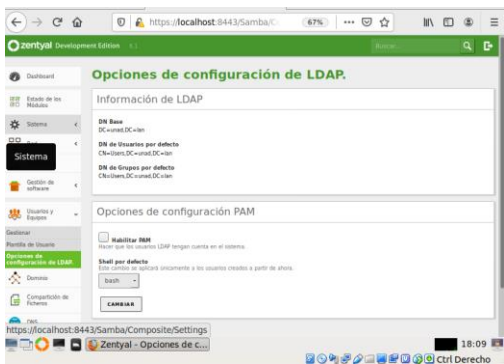 https://localhost:8443/Samba/C
67%
zentyal Development Edition
Buscar...
Dashboard
Estado de los
Módulos
Sistema
Sistema
Gestión de
software
Usuarios y
Equipos
Gestionar
Plantilla de Usuario
Opciones de
configuración de LDAP.
Dominio
Compartición de
Ficheros
DNS
Opciones de configuración de LDAP.
Información de LDAP
DN Base
DC=unad,DC=lan
DN de Usuarios por defecto
CN=Users,DC=unad,DC=lan
DN de Grupos por defecto
CN=Users,DC=unad,DC=lan
Opciones de configuración PAM
Habilitar PAM
Hacer que los usuarios LDAP tengan cuenta en el sistema.
Shell por defecto
Este cambio se aplicará únicamente a los usuarios creados a partir de ahora.
bash
CAMBIAR
https://localhost:8443/Samba/Composite/Settings
Zentyal - Opciones de c...
18:09
Ctrl Derecho